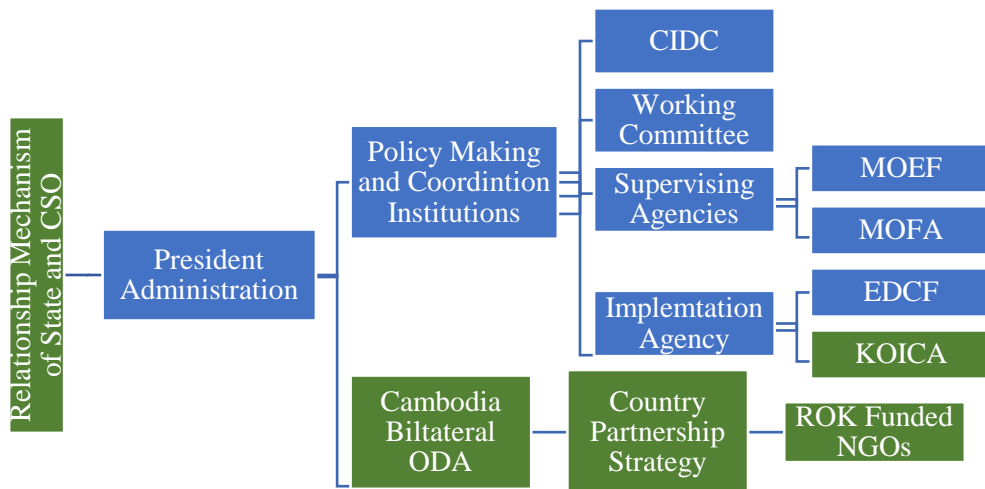 Relationship Mechanism
of State and CSO
President
Administration
Policy Making
and Coordintion
Institutions
CIDC
Working
Committee
Supervising
Agencies
MOEF
MOFA
Implemtation
Agency
EDCF
KOICA
Cambodia
Biltateral
ODA
Country
Partnership
Strategy
ROK Funded
NGOs